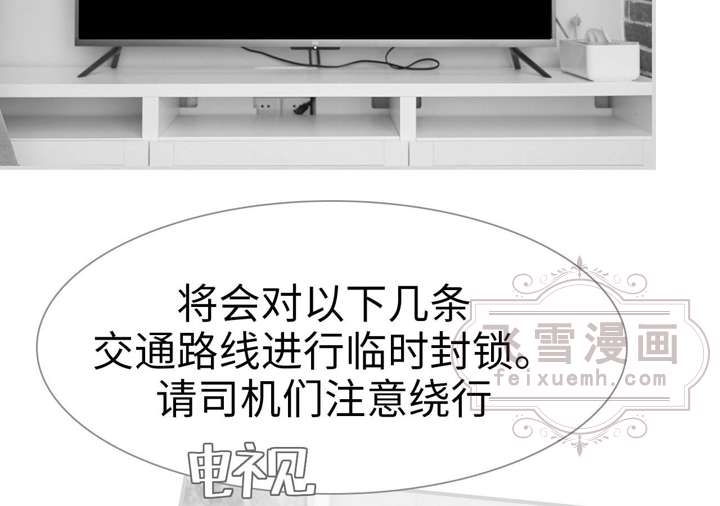 将会对以下几条
交通路线进行临时封锁。
请司机们注意绕行
飞雪漫画
feixuemh.com
电视